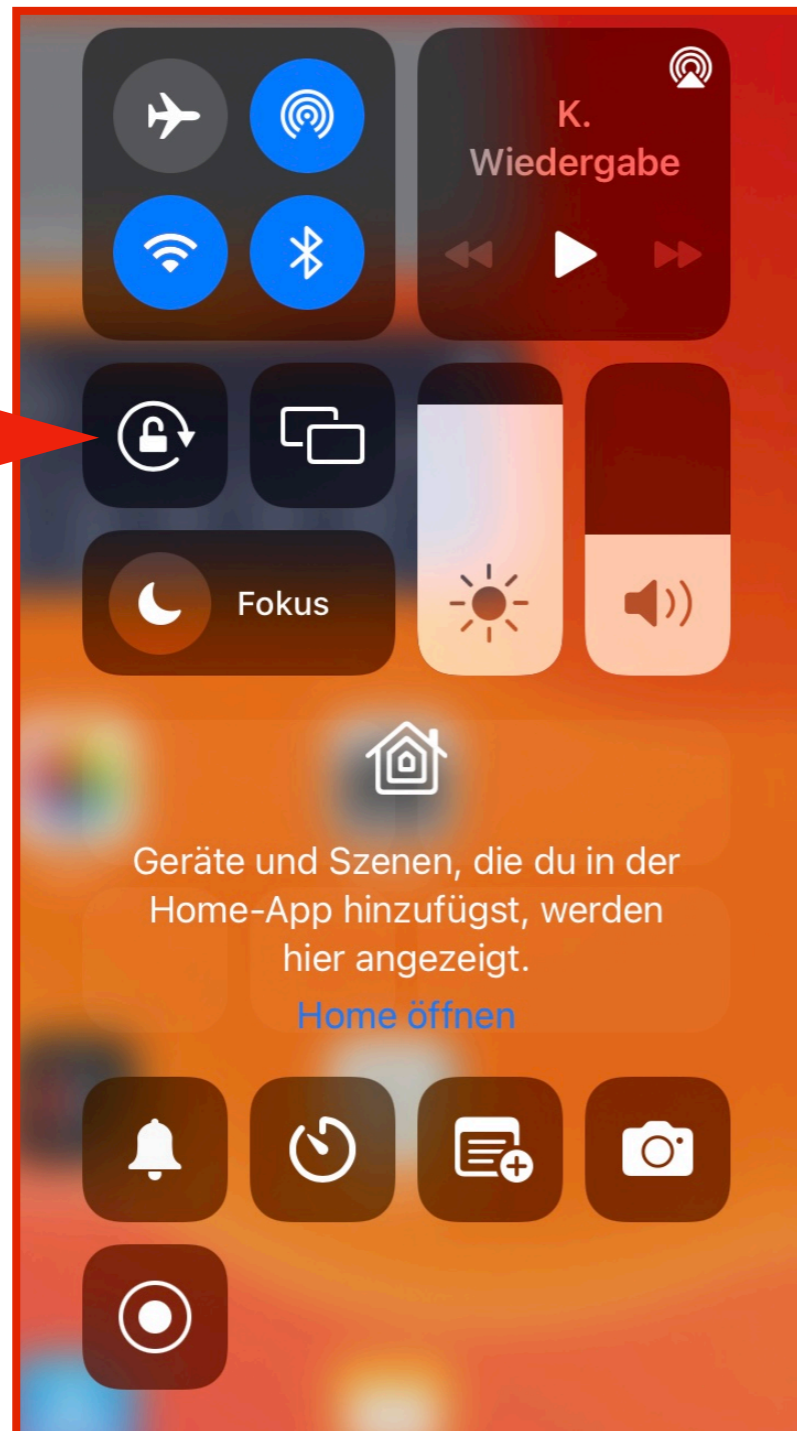 K.
Wiedergabe
Fokus
Geräte und Szenen, die du in der
Home-App hinzufügst, werden
hier angezeigt.
Home öffnen